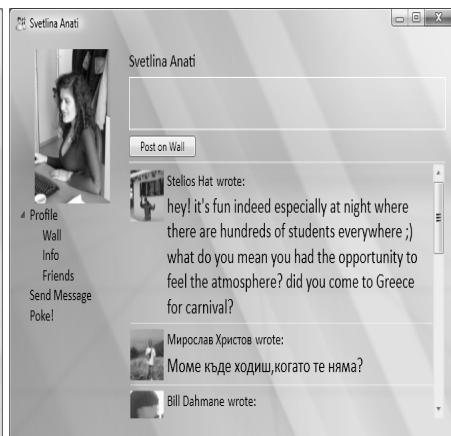 Svetlina Anati
Svetlina Anati
Post on Wall
Profile
Wall
Info
Friends
Send Message
Poke!
Stelios Hat wrote:
hey! it's fun indeed especially at night where
there are hundreds of students everywhere ;)
what do you mean you had the opportunity to
feel the atmosphere? did you come to Greece
for carnival?
Мирослав Христов wrote:
Моме къде ходиш,когато те няма?
Bill Dahmane wrote: